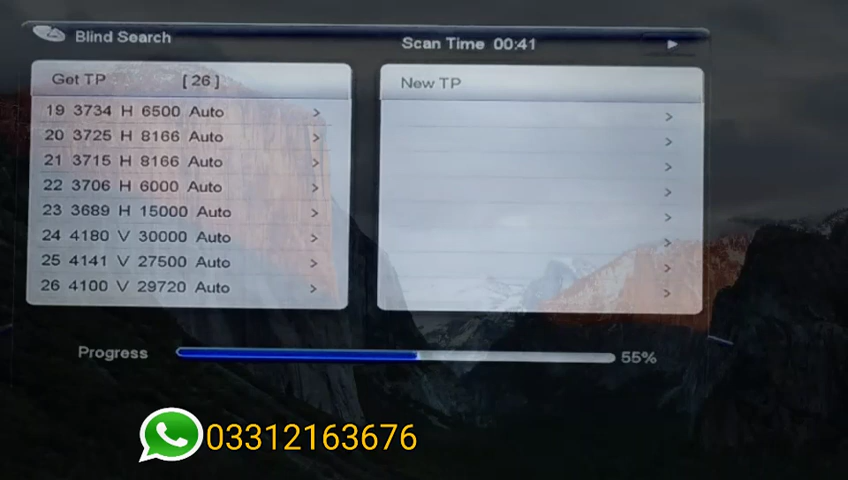 Blind Search
Scan Time 00:41
Get TP [ 26 ]
19 3734 H 6500 Auto >
20 3725 H 8166 Auto >
21 3715 H 8166 Auto >
22 3706 H 6000 Auto >
23 3689 H 15000 Auto >
24 4180 V 30000 Auto >
25 4141 V 27500 Auto >
26 4100 V 29720 Auto >
New TP
>
>
>
>
>
>
>
>
Progress 55%
03312163676